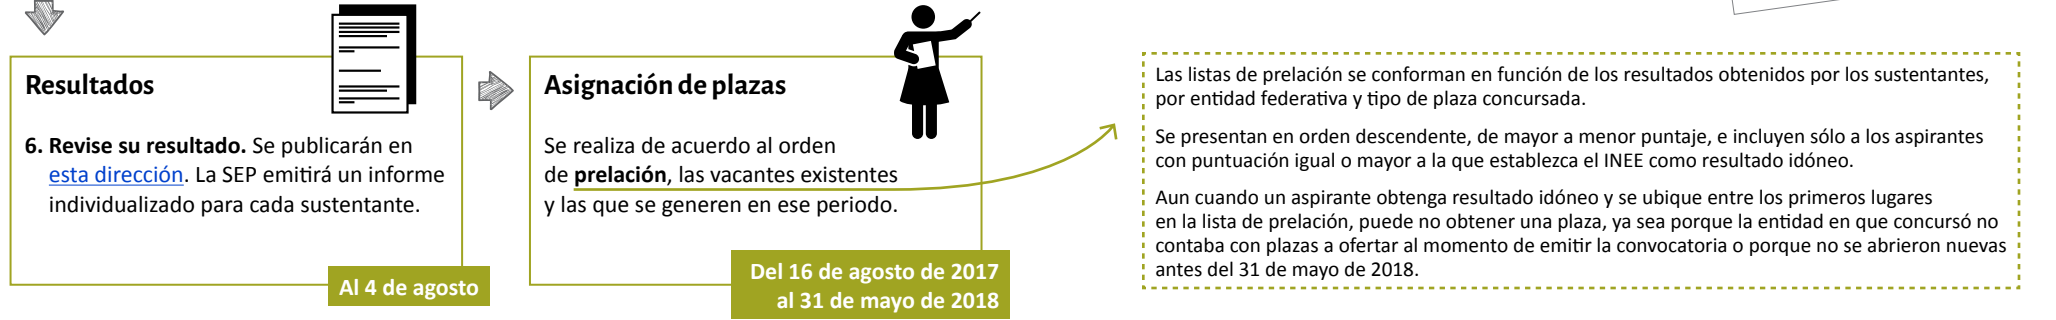 Resultados
6. Revise su resultado. Se publicarán en
esta dirección. La SEP emitirá un informe
individualizado para cada sustentante.
Al 4 de agosto
Asignación de plazas
Se realiza de acuerdo al orden
de prelación, las vacantes existentes
y las que se generen en ese periodo.
Del 16 de agosto de 2017
al 31 de mayo de 2018
Las listas de prelación se conforman en función de los resultados obtenidos por los sustentantes,
por entidad federativa y tipo de plaza concursada.
Se presentan en orden descendente, de mayor a menor puntaje, e incluyen sólo a los aspirantes
con puntuación igual o mayor a la que establezca el INEE como resultado idóneo.
Aun cuando un aspirante obtenga resultado idóneo y se ubique entre los primeros lugares
en la lista de prelación, puede no obtener una plaza, ya sea porque la entidad en que concursó no
contaba con plazas a ofertar al momento de emitir la convocatoria o porque no se abrieron nuevas
antes del 31 de mayo de 2018.